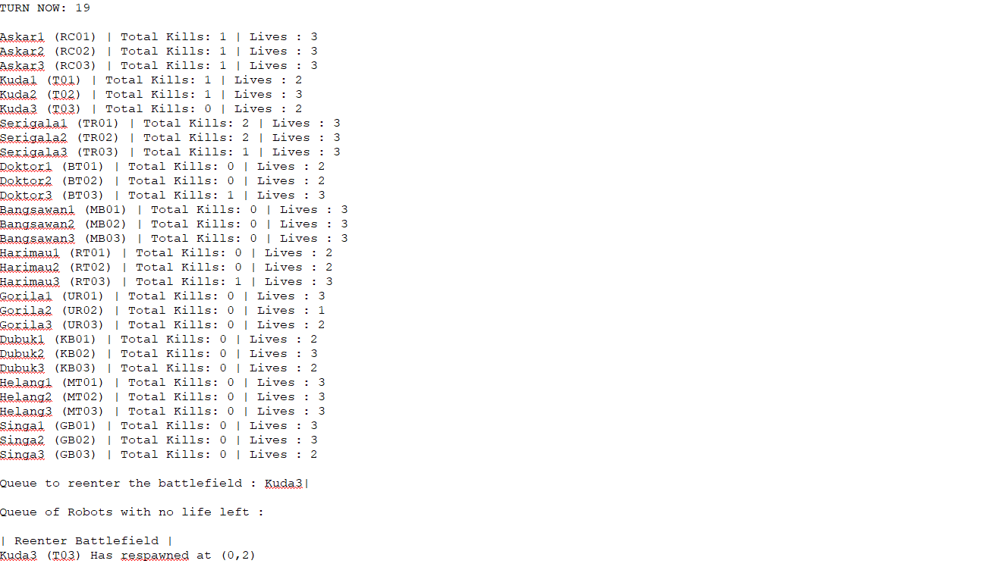 TURN NOW: 19
Askar1 (RC01) | Total Kills: 1 | Lives : 3
Askar2 (RC02) | Total Kills: 1 | Lives : 3
Askar3 (RC03) | Total Kills: 1 | Lives : 3
Kuda1 (T01) | Total Kills: 1 | Lives : 2
Kuda2 (T02) | Total Kills: 1 | Lives : 3
Kuda3 (T03) | Total Kills: 0 | Lives : 2
Serigala1 (TR01) | Total Kills: 2 | Lives : 3
Serigala2 (TR02) | Total Kills: 2 | Lives : 3
Serigala3 (TR03) | Total Kills: 1 | Lives : 3
Doktor1 (BT01) | Total Kills: 0 | Lives : 2
Doktor2 (BT02) | Total Kills: 0 | Lives : 2
Doktor3 (BT03) | Total Kills: 1 | Lives : 3
Bangsawan1 (MB01) | Total Kills: 0 | Lives : 3
Bangsawan2 (MB02) | Total Kills: 0 | Lives : 3
Bangsawan3 (MB03) | Total Kills: 0 | Lives : 3
Harimau1 (RT01) | Total Kills: 0 | Lives : 2
Harimau2 (RT02) | Total Kills: 0 | Lives : 2
Harimau3 (RT03) | Total Kills: 1 | Lives : 3
Gorila1 (UR01) | Total Kills: 0 | Lives : 3
Gorila2 (UR02) | Total Kills: 0 | Lives : 1
Gorila3 (UR03) | Total Kills: 0 | Lives : 2
Dubuk1 (KB01) | Total Kills: 0 | Lives : 2
Dubuk2 (KB02) | Total Kills: 0 | Lives : 3
Dubuk3 (KB03) | Total Kills: 0 | Lives : 2
Helang1 (MT01) | Total Kills: 0 | Lives : 3
Helang2 (MT02) | Total Kills: 0 | Lives : 3
Helang3 (MT03) | Total Kills: 0 | Lives : 3
Singa1 (GB01) | Total Kills: 0 | Lives : 3
Singa2 (GB02) | Total Kills: 0 | Lives : 3
Singa3 (GB03) | Total Kills: 0 | Lives : 2
Queue to reenter the battlefield : Kuda3|
Queue of Robots with no life left :
| Reenter Battlefield |
Kuda3 (T03) Has respawned at (0,2)